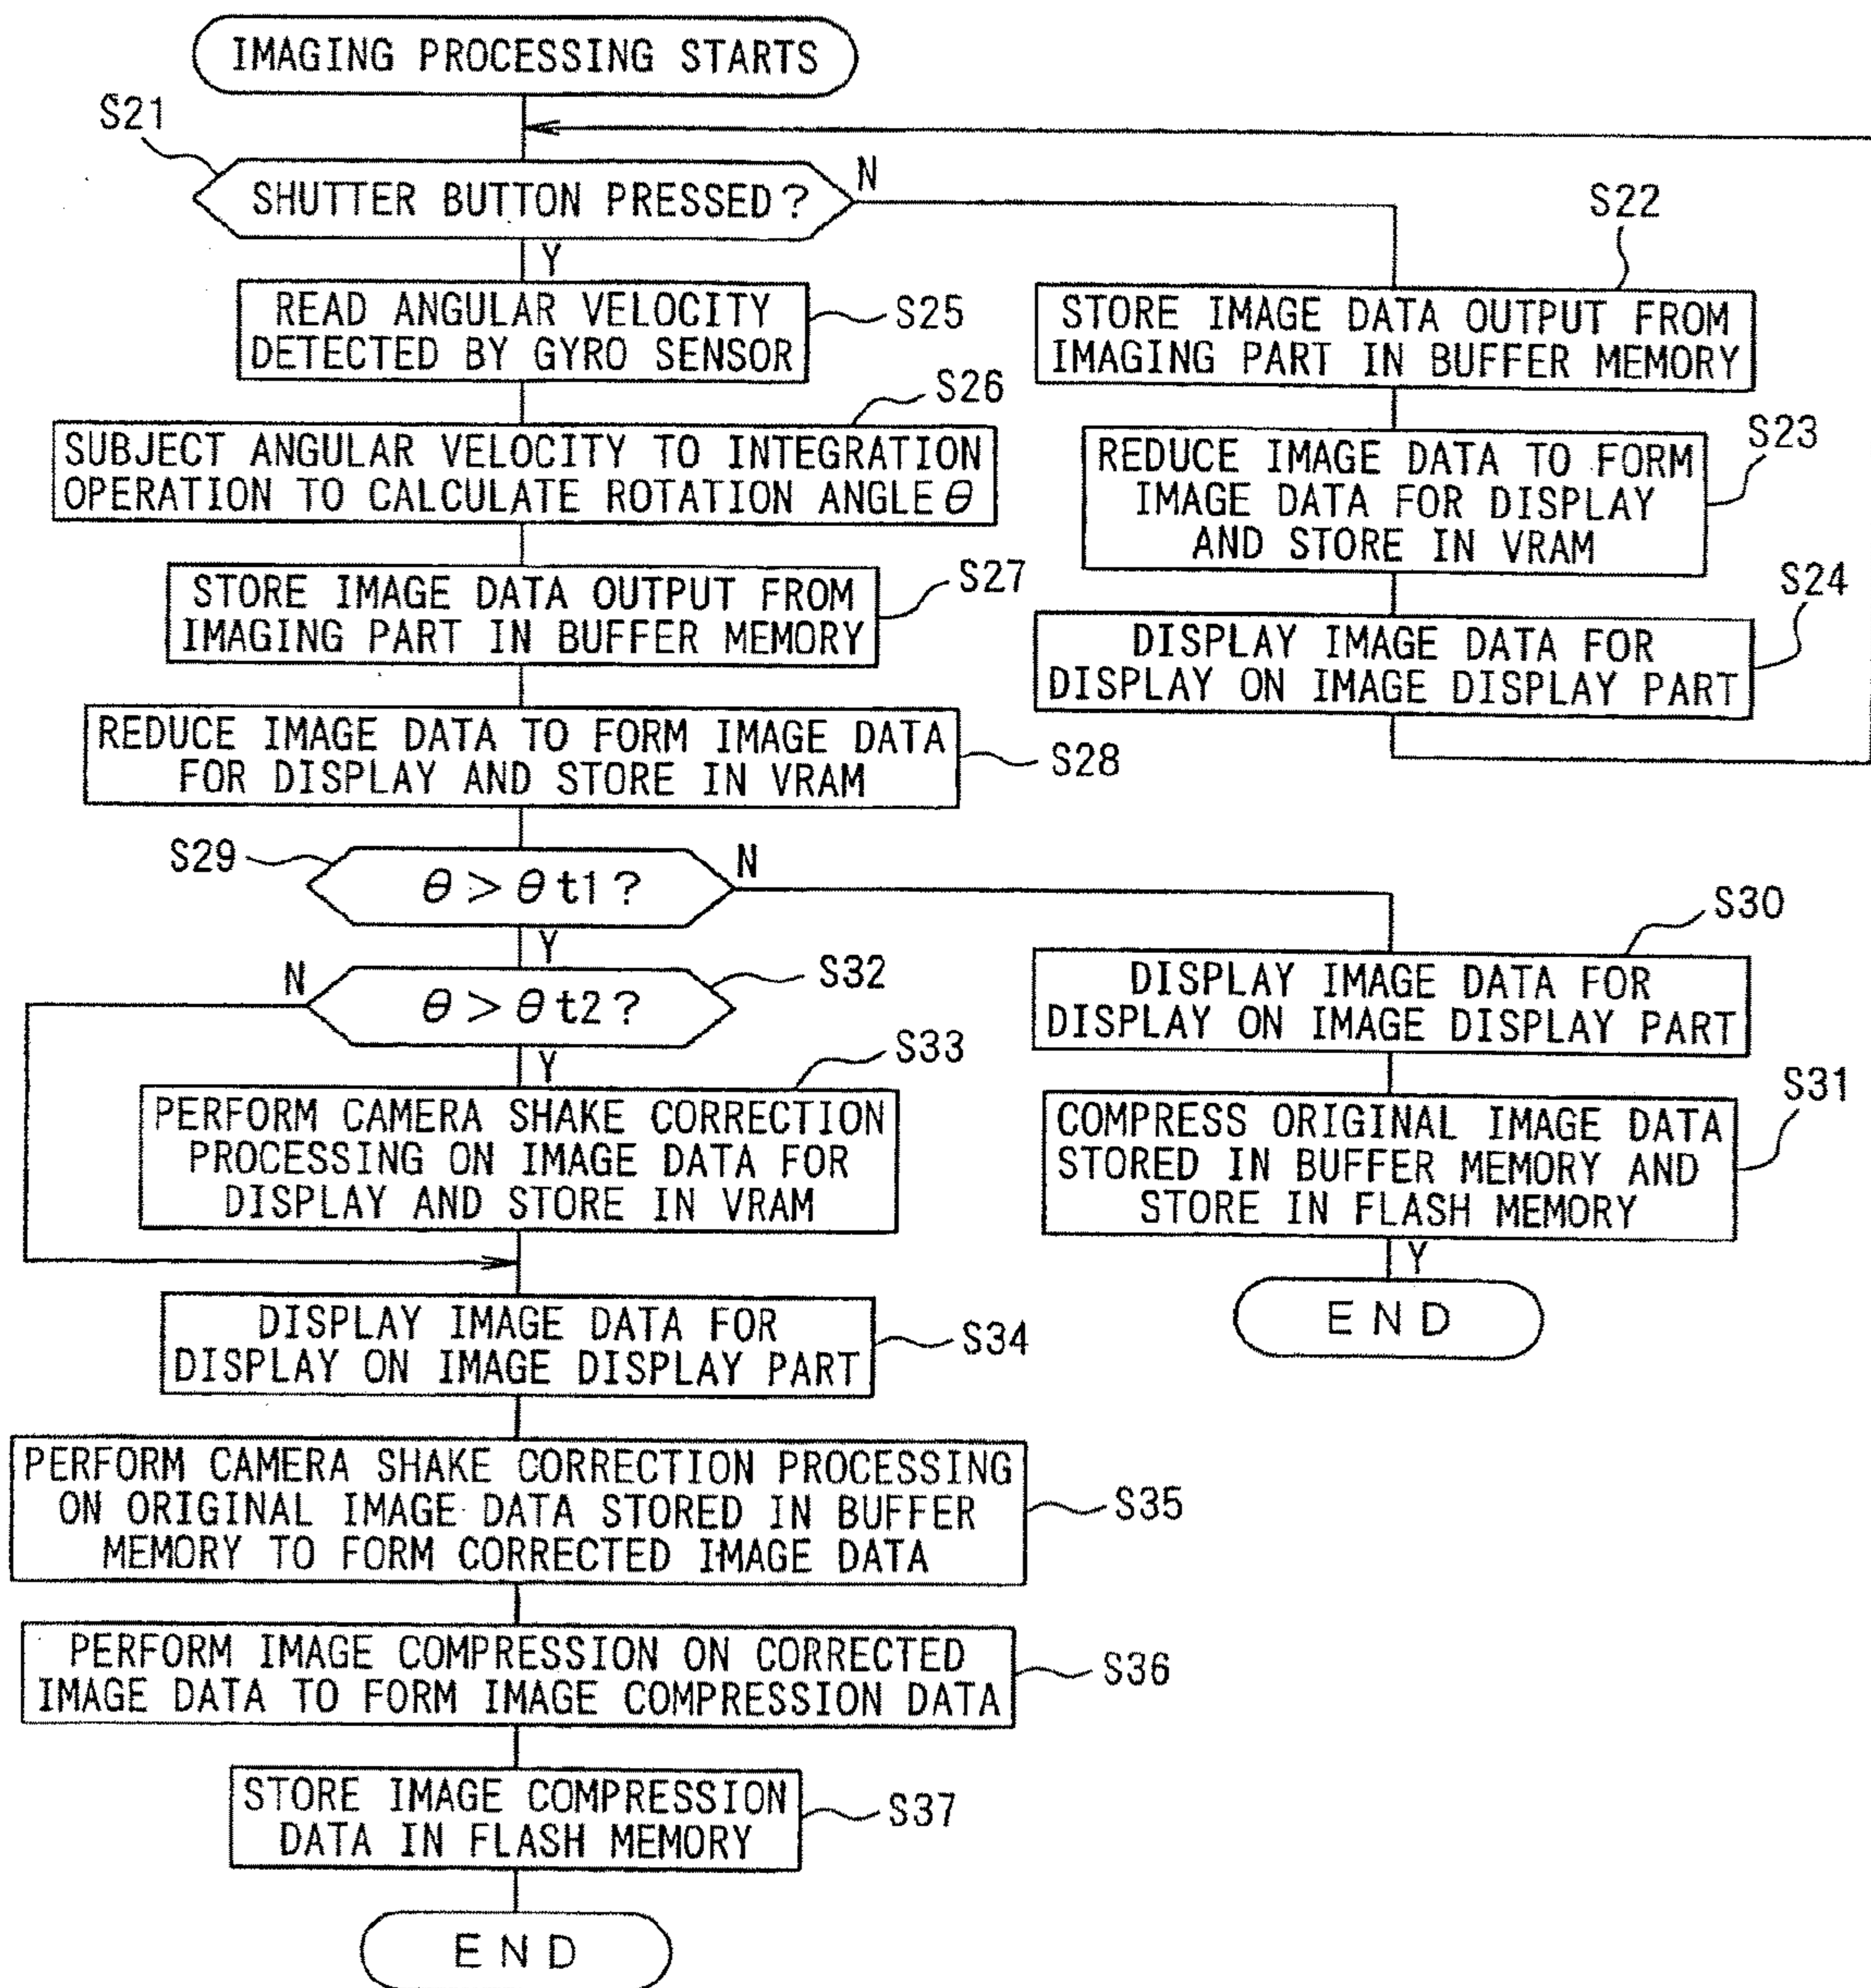 IMAGING PROCESSING STARTS
S21
SHUTTER BUTTON PRESSED?
N
Y
READ ANGULAR VELOCITY
DETECTED BY GYRO SENSOR
S25
SUBJECT ANGULAR VELOCITY TO INTEGRATION
OPERATION TO CALCULATE ROTATION ANGLE θ
S26
STORE IMAGE DATA OUTPUT FROM
IMAGING PART IN BUFFER MEMORY
S27
REDUCE IMAGE DATA TO FORM IMAGE DATA
FOR DISPLAY AND STORE IN VRAM
S28
S22
STORE IMAGE DATA OUTPUT FROM
IMAGING PART IN BUFFER MEMORY
S23
REDUCE IMAGE DATA TO FORM
IMAGE DATA FOR DISPLAY
AND STORE IN VRAM
S24
DISPLAY IMAGE DATA FOR
DISPLAY ON IMAGE DISPLAY PART
S29
θ > θt1?
N
Y
S32
θ > θt2?
N
Y
S33
PERFORM CAMERA SHAKE CORRECTION
PROCESSING ON IMAGE DATA FOR
DISPLAY AND STORE IN VRAM
S30
DISPLAY IMAGE DATA FOR
DISPLAY ON IMAGE DISPLAY PART
S31
COMPRESS ORIGINAL IMAGE DATA
STORED IN BUFFER MEMORY AND
STORE IN FLASH MEMORY
Y
END
DISPLAY IMAGE DATA FOR
DISPLAY ON IMAGE DISPLAY PART
S34
PERFORM CAMERA SHAKE CORRECTION PROCESSING
ON ORIGINAL IMAGE DATA STORED IN BUFFER
MEMORY TO FORM CORRECTED IMAGE DATA
S35
PERFORM IMAGE COMPRESSION ON CORRECTED
IMAGE DATA TO FORM IMAGE COMPRESSION DATA
S36
STORE IMAGE COMPRESSION
DATA IN FLASH MEMORY
S37
END